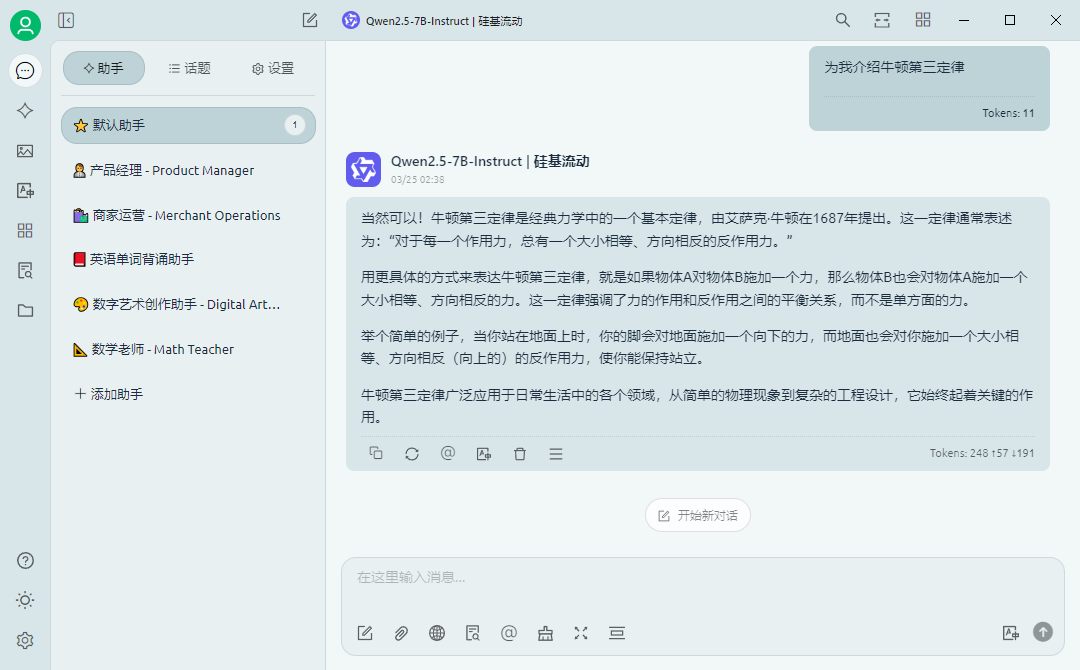 Qwen2.5-7B-Instruct | 硅基流动
助手
话题
设置
默认助手
1
产品经理 - Product Manager
商家运营 - Merchant Operations
英语单词背诵助手
数字艺术创作助手 - Digital Art...
数学老师 - Math Teacher
添加助手
为我介绍牛顿第三定律
Tokens: 11
Qwen2.5-7B-Instruct | 硅基流动
03/25 02:38
当然可以！牛顿第三定律是经典力学中的一个基本定律，由艾萨克·牛顿在1687年提出。这一定律通常表述
为：“对于每一个作用力，总有一个大小相等、方向相反的反作用力。”
用更具体的方式来表达牛顿第三定律，就是如果物体A对物体B施加一个力，那么物体B也会对物体A施加一个
大小相等、方向相反的力。这一定律强调了力的作用和反作用之间的平衡关系，而不是单方面的力。
举个简单的例子，当你站在地面上时，你的脚会对地面施加一个向下的力，而地面也会对你施加一个大小相
等、方向相反（向上的）的反作用力，使你能保持站立。
牛顿第三定律广泛应用于日常生活中的各个领域，从简单的物理现象到复杂的工程设计，它始终起着关键的作
用。
Tokens: 248 ↑57 ↓191
开始新对话
在这里输入消息...